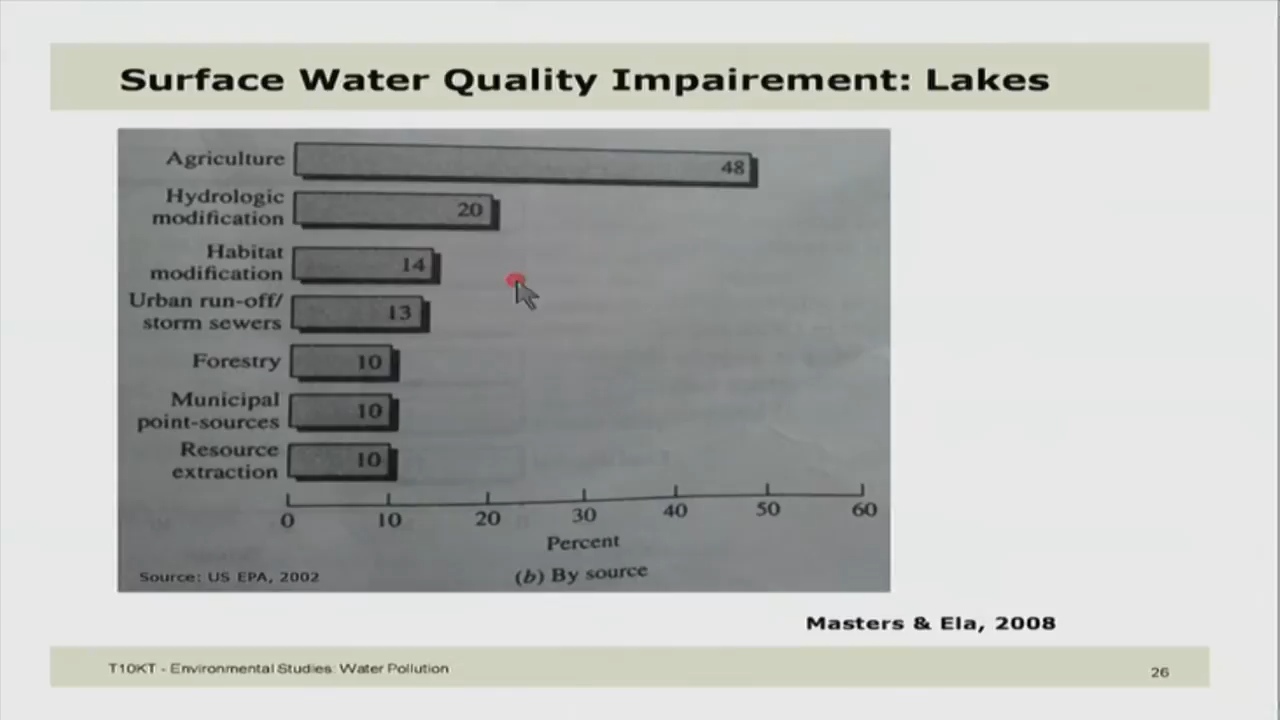 Surface Water Quality Impairement: Lakes
Agriculture
48
Hydrologic
modification
20
Habitat
modification
14
Urban run-off/
storm sewers
13
Forestry
10
Municipal
point-sources
10
Resource
extraction
10
0 10 20 30 40 50 60
Percent
(b) By source
Source: US EPA, 2002
Masters & Ela, 2008
T10KT - Environmental Studies: Water Pollution
26